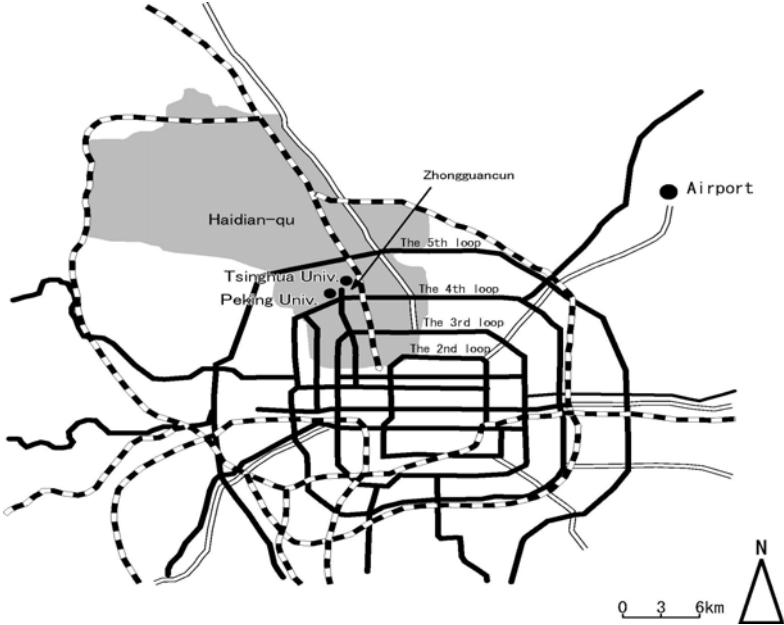 Zhongguancun
Airport
Haidian-qu
The 5th loop
Tsinghua Univ.
The 4th loop
Peking Univ.
The 3rd loop
The 2nd loop
N
0 3 6km